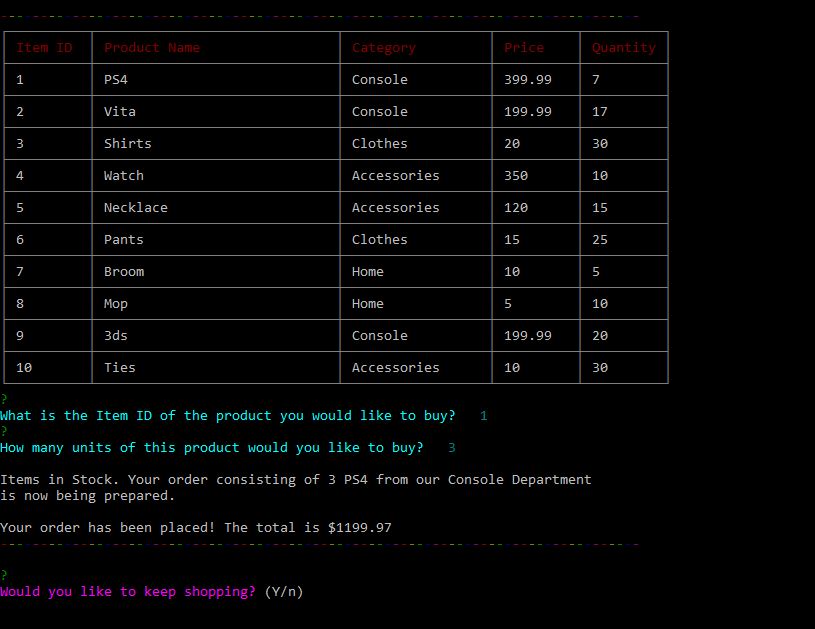 Item ID Product Name Category Price Quantity
1 PS4 Console 399.99 7
2 Vita Console 199.99 17
3 Shirts Clothes 20 30
4 Watch Accessories 350 10
5 Necklace Accessories 120 15
6 Pants Clothes 15 25
7 Broom Home 10 5
8 Mop Home 5 10
9 3ds Console 199.99 20
10 Ties Accessories 10 30
?
What is the Item ID of the product you would like to buy? 1
?
How many units of this product would you like to buy? 3
Items in Stock. Your order consisting of 3 PS4 from our Console Department
is now being prepared.
Your order has been placed! The total is $1199.97
?
Would you like to keep shopping? (Y/n)